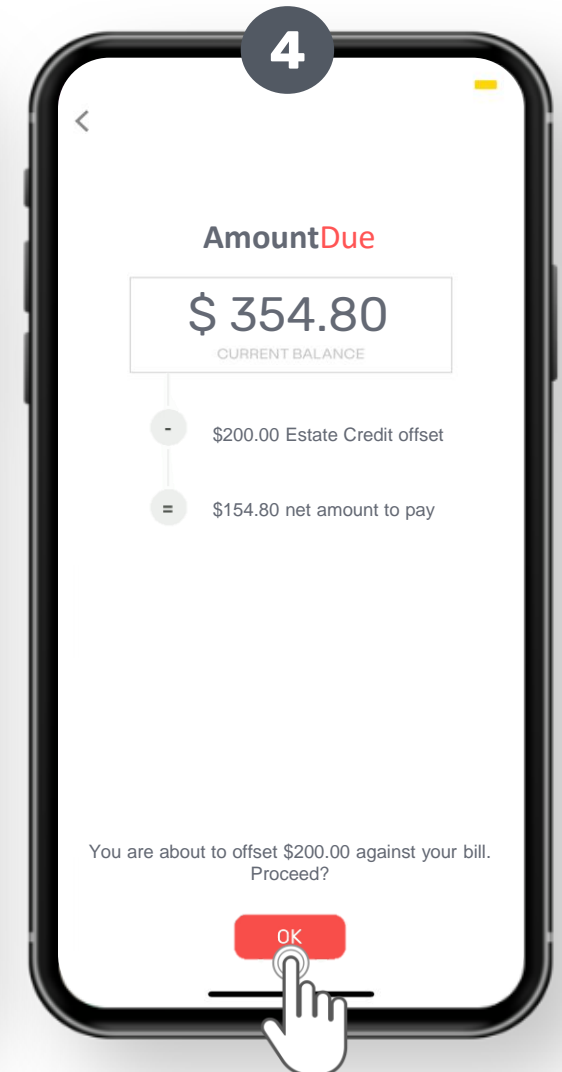 4
AmountDue
$ 354.80
CURRENT BALANCE
- $200.00 Estate Credit offset
= $154.80 net amount to pay
You are about to offset $200.00 against your bill.
Proceed?
OK